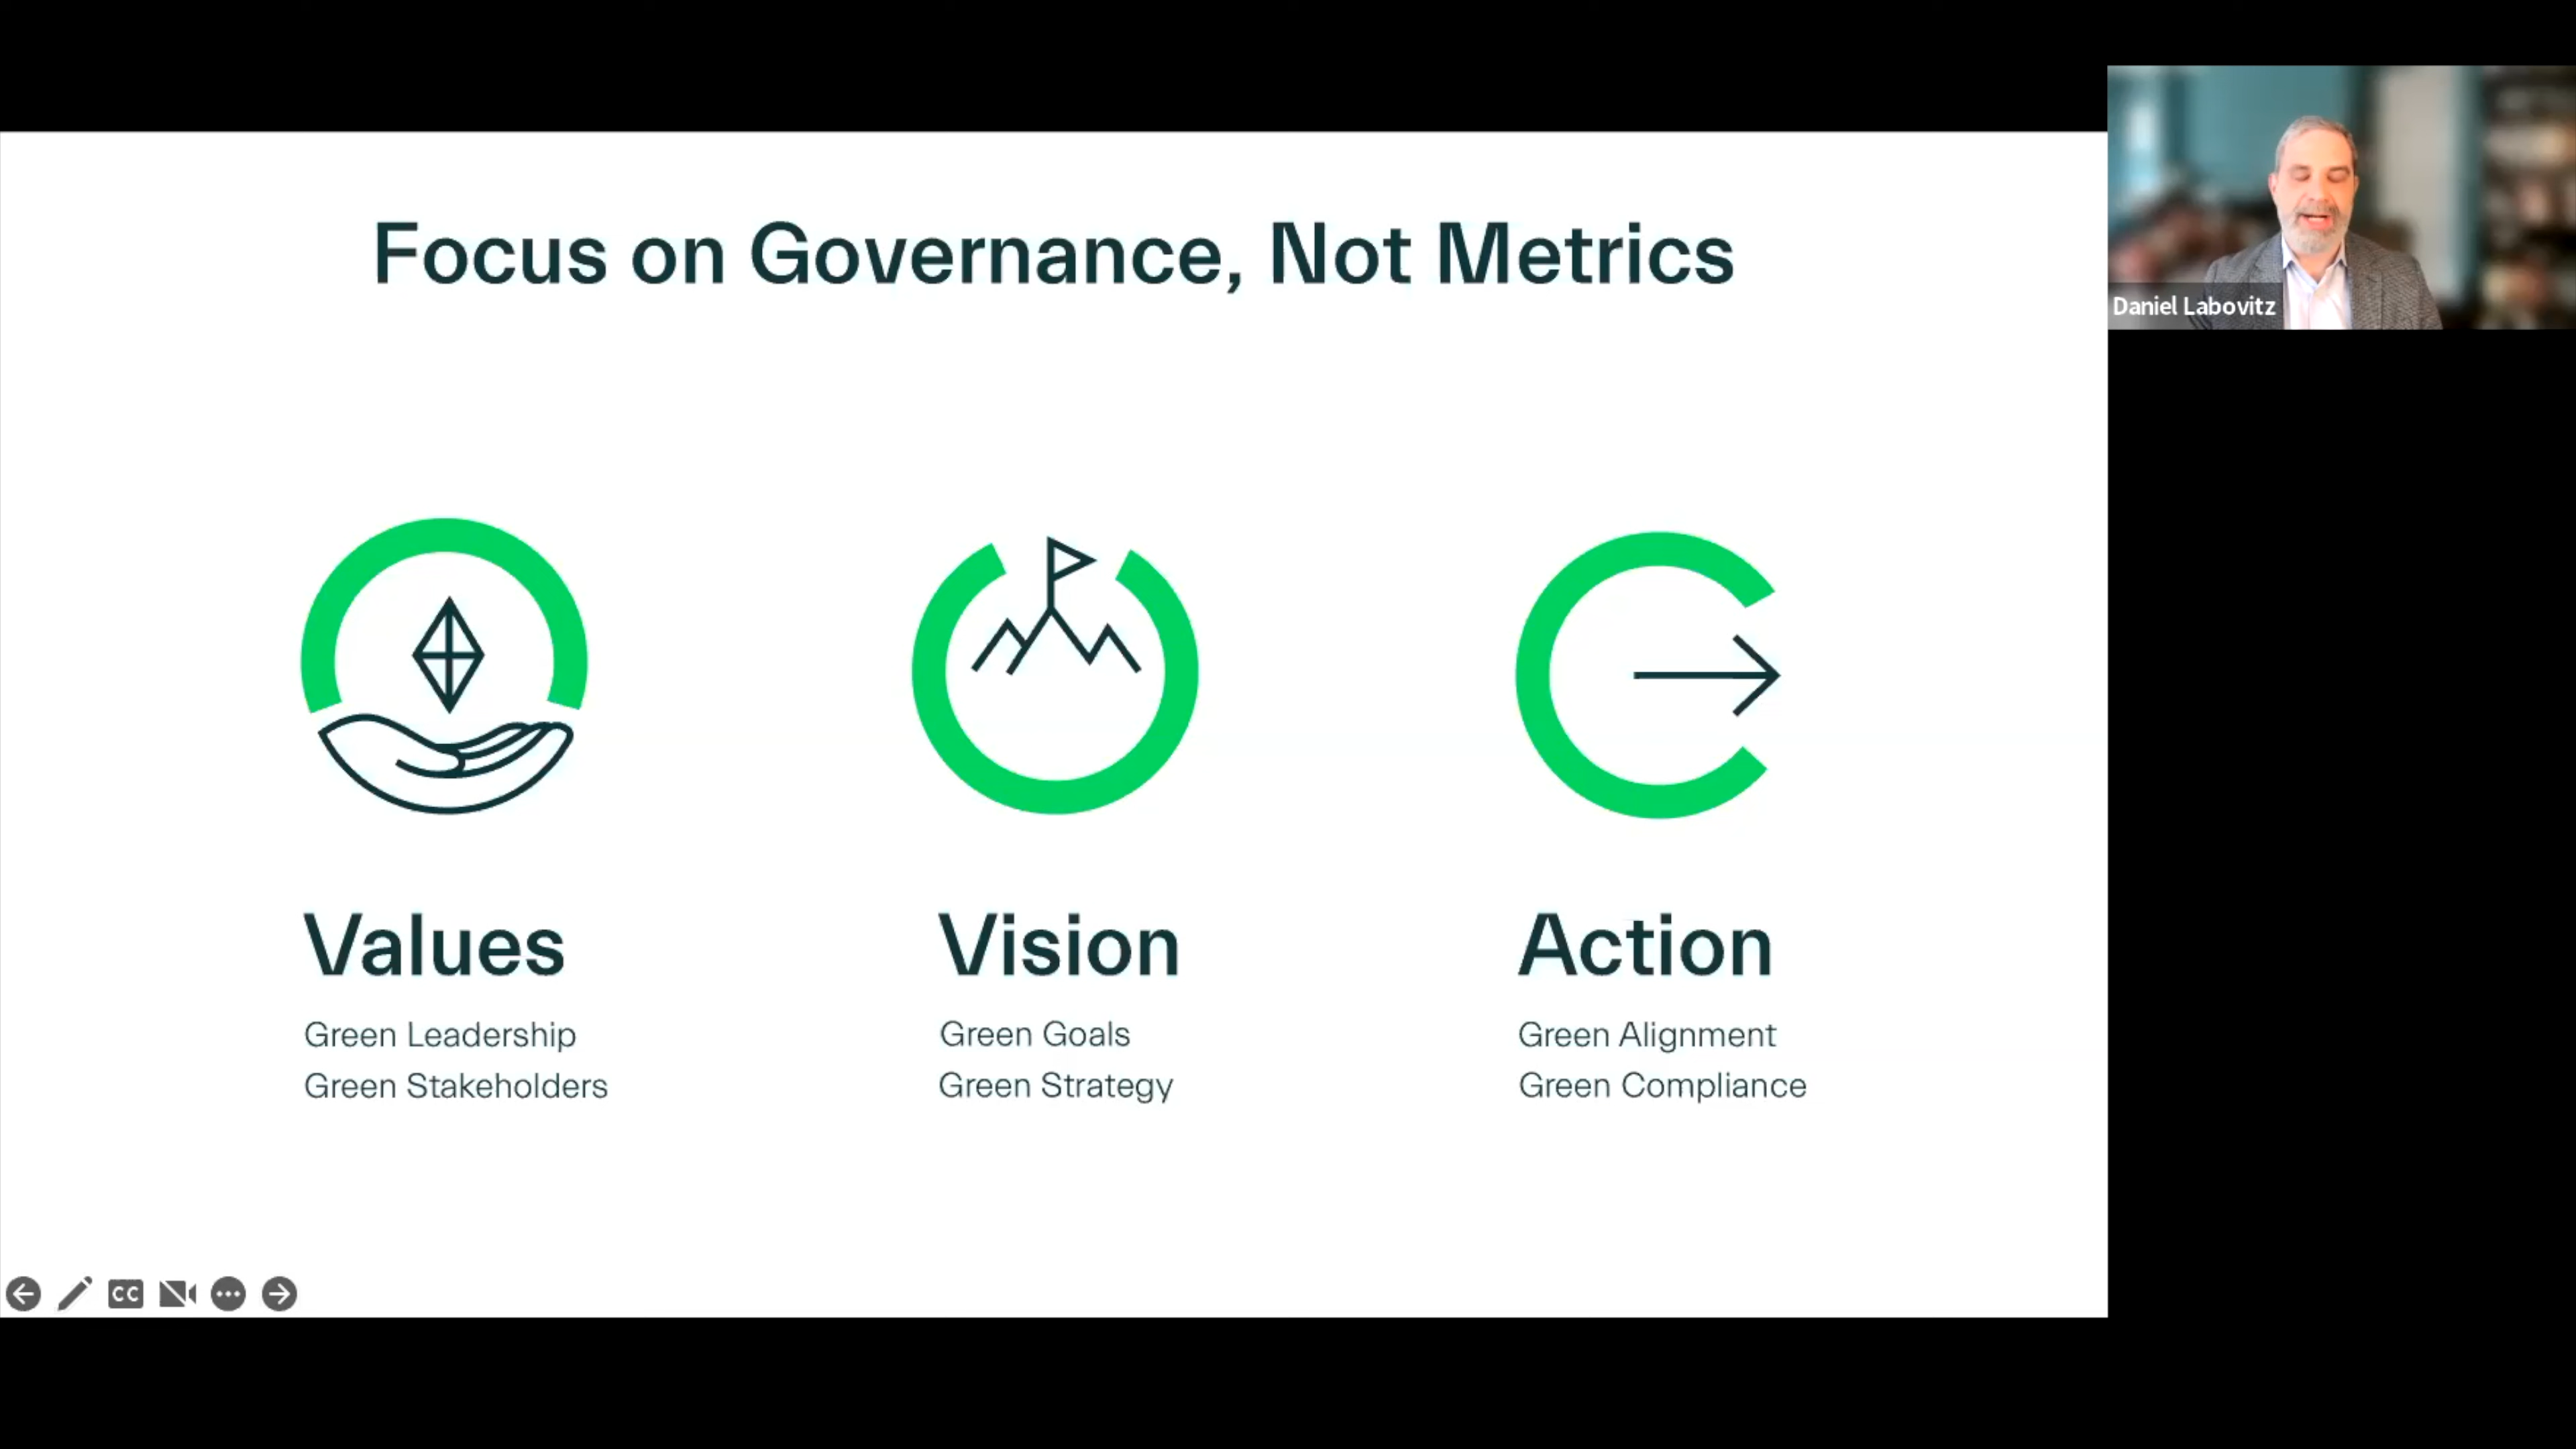 Focus on Governance, Not Metrics
Daniel Labovitz
Values
Green Leadership
Green Stakeholders
Vision
Green Goals
Green Strategy
Action
Green Alignment
Green Compliance
CC